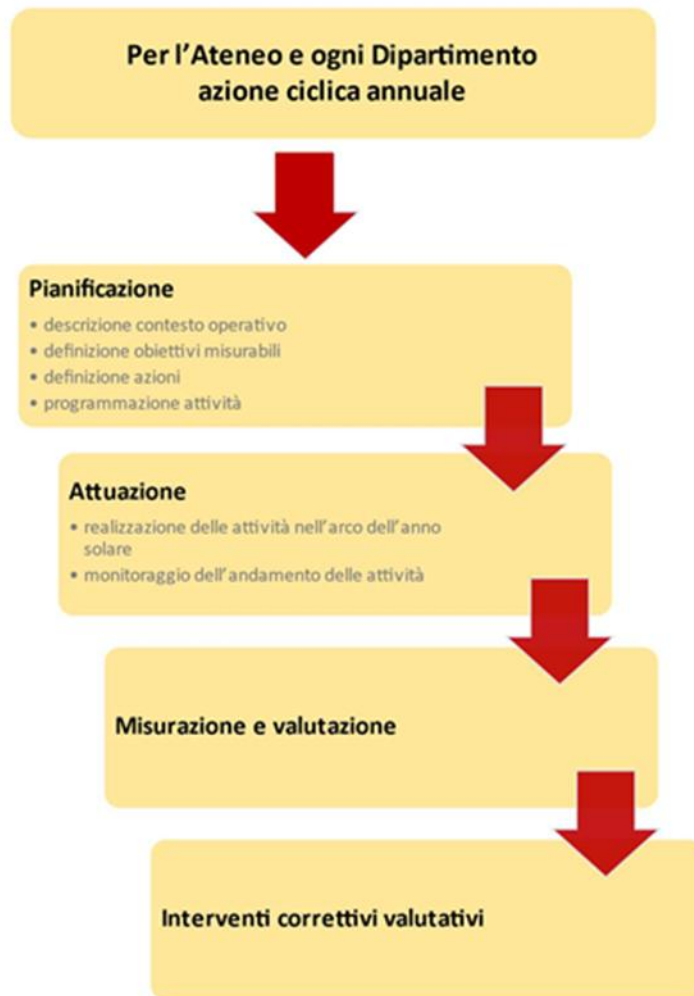 Per l'Ateneo e ogni Dipartimento
azione ciclica annuale
Pianificazione
• descrizione contesto operativo
• definizione obiettivi misurabili
• definizione azioni
• programmazione attività
Attuazione
• realizzazione delle attività nell'arco dell'anno
solare
• monitoraggio dell'andamento delle attività
Misurazione e valutazione
Interventi correttivi valutativi